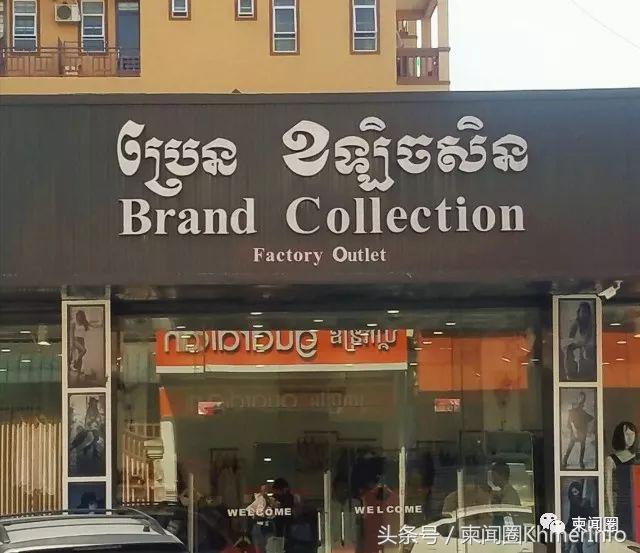 ប្រេន ខឡិចសិន
Brand Collection
Factory Outlet
WELCOME WELCOME
头条号 / 柬闻圈KhmerInfo
柬闻圈